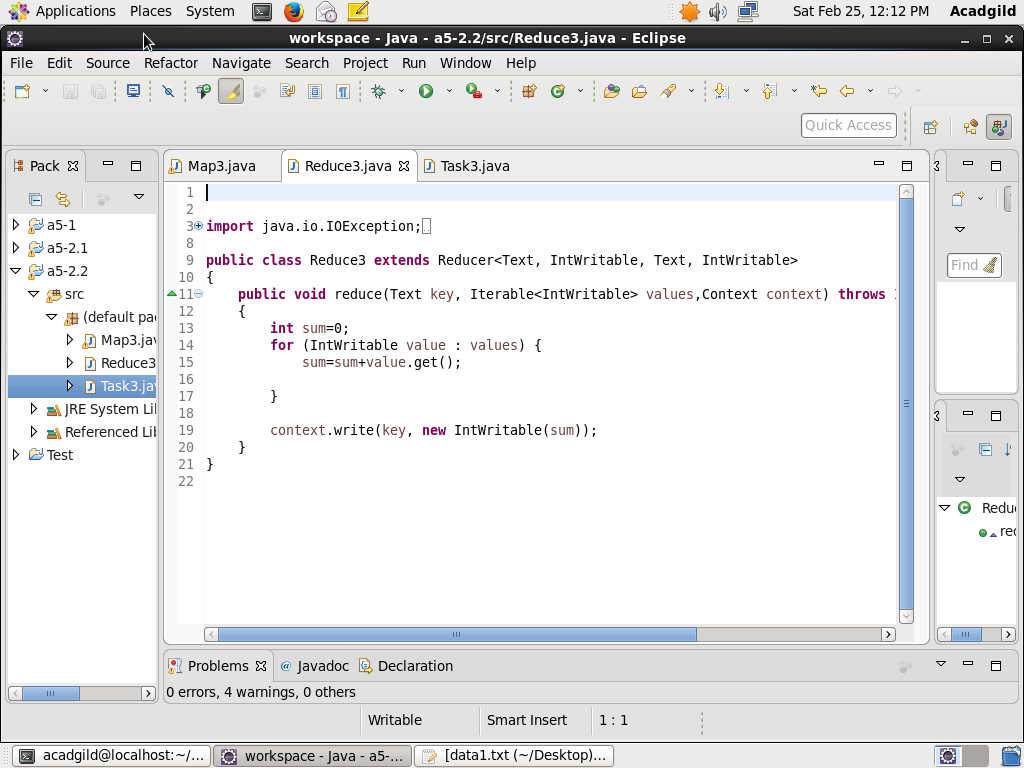 Applications Places System Sat Feb 25, 12:12 PM Acadgild
workspace - Java - a5-2.2/src/Reduce3.java - Eclipse
File Edit Source Refactor Navigate Search Project Run Window Help
Quick Access
Pack
a5-1
a5-2.1
a5-2.2
src
(default pa
Map3.jav
Reduce3
Task3.jav
JRE System Li
Referenced Li
Test
Map3.java Reduce3.java Task3.java
1
2
3 import java.io.IOException;
8
9 public class Reduce3 extends Reducer<Text, IntWritable, Text, IntWritable>
10 {
11 public void reduce(Text key, Iterable<IntWritable> values,Context context) throws
12 {
13 int sum=0;
14 for (IntWritable value : values) {
15 sum=sum+value.get();
16
17 }
18
19 context.write(key, new IntWritable(sum));
20 }
21 }
22
Find
Redu
red
Problems @ Javadoc Declaration
0 errors, 4 warnings, 0 others
Writable Smart Insert 1 : 1
acadgild@localhost:~/... workspace - Java - a5-... [data1.txt (~/Desktop)...